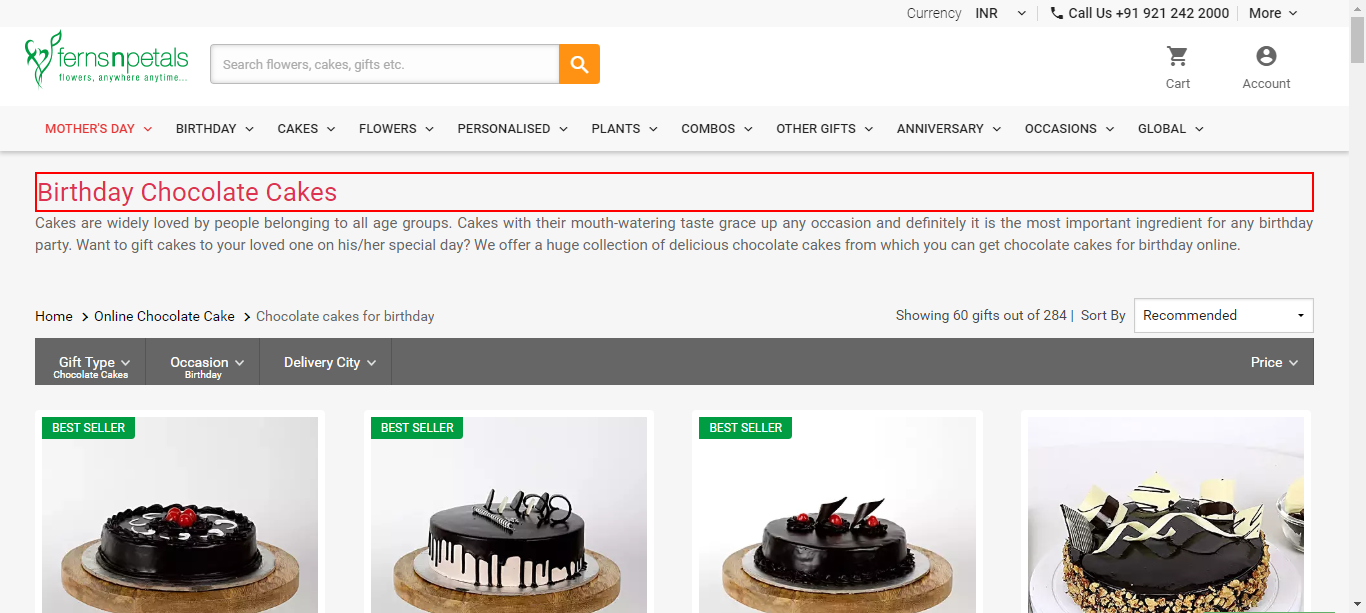 Currency INR Call Us +91 921 242 2000 More
fernsnpetals
flowers, anywhere anytime...
Search flowers, cakes, gifts etc.
Cart Account
MOTHER'S DAY BIRTHDAY CAKES FLOWERS PERSONALISED PLANTS COMBOS OTHER GIFTS ANNIVERSARY OCCASIONS GLOBAL
Birthday Chocolate Cakes
Cakes are widely loved by people belonging to all age groups. Cakes with their mouth-watering taste grace up any occasion and definitely it is the most important ingredient for any birthday
party. Want to gift cakes to your loved one on his/her special day? We offer a huge collection of delicious chocolate cakes from which you can get chocolate cakes for birthday online.
Home Online Chocolate Cake Chocolate cakes for birthday
Showing 60 gifts out of 284 | Sort By Recommended
Gift Type Occasion Delivery City Price
Chocolate Cakes Birthday
BEST SELLER BEST SELLER BEST SELLER